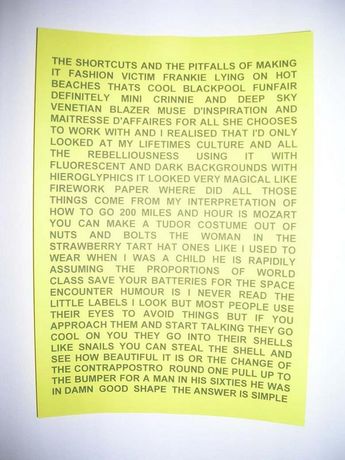 THE SHORTCUTS AND THE PITFALLS OF MAKING
IT FASHION VICTIM FRANKIE LYING ON HOT
BEACHES THATS COOL BLACKPOOL FUNFAIR
DEFINITELY MINI CRINNIE AND DEEP SKY
VENETIAN BLAZER MUSE D'INSPIRATION AND
MAITRESSE D'AFFAIRES FOR ALL SHE CHOOSES
TO WORK WITH AND I REALISED THAT I'D ONLY
LOOKED AT MY LIFETIMES CULTURE AND ALL
THE REBELLIOUSNESS USING IT WITH
FLUORESCENT AND DARK BACKGROUNDS WITH
HIEROGLYPHICS IT LOOKED VERY MAGICAL LIKE
FIREWORK PAPER WHERE DID ALL THOSE
THINGS COME FROM MY INTERPRETATION OF
HOW TO GO 200 MILES AND HOUR IS MOZART
YOU CAN MAKE A TUDOR COSTUME OUT OF
NUTS AND BOLTS THE WOMAN IN THE
STRAWBERRY TART HAT ONES LIKE I USED TO
WEAR WHEN I WAS A CHILD HE IS RAPIDILY
ASSUMING THE PROPORTIONS OF WORLD
CLASS SAVE YOUR BATTERIES FOR THE SPACE
ENCOUNTER HUMOUR IS I NEVER READ THE
LITTLE LABELS I LOOK BUT MOST PEOPLE USE
THEIR EYES TO AVOID THINGS BUT IF YOU
APPROACH THEM AND START TALKING THEY GO
COOL ON YOU THEY GO INTO THEIR SHELLS
LIKE SNAILS YOU CAN STEAL THE SHELL AND
SEE HOW BEAUTIFUL IT IS OR THE CHANGE OF
THE CONTRAPPOSTRO ROUND ONE PULL UP TO
THE BUMPER FOR A MAN IN HIS SIXTIES HE WAS
IN DAMN GOOD SHAPE THE ANSWER IS SIMPLE